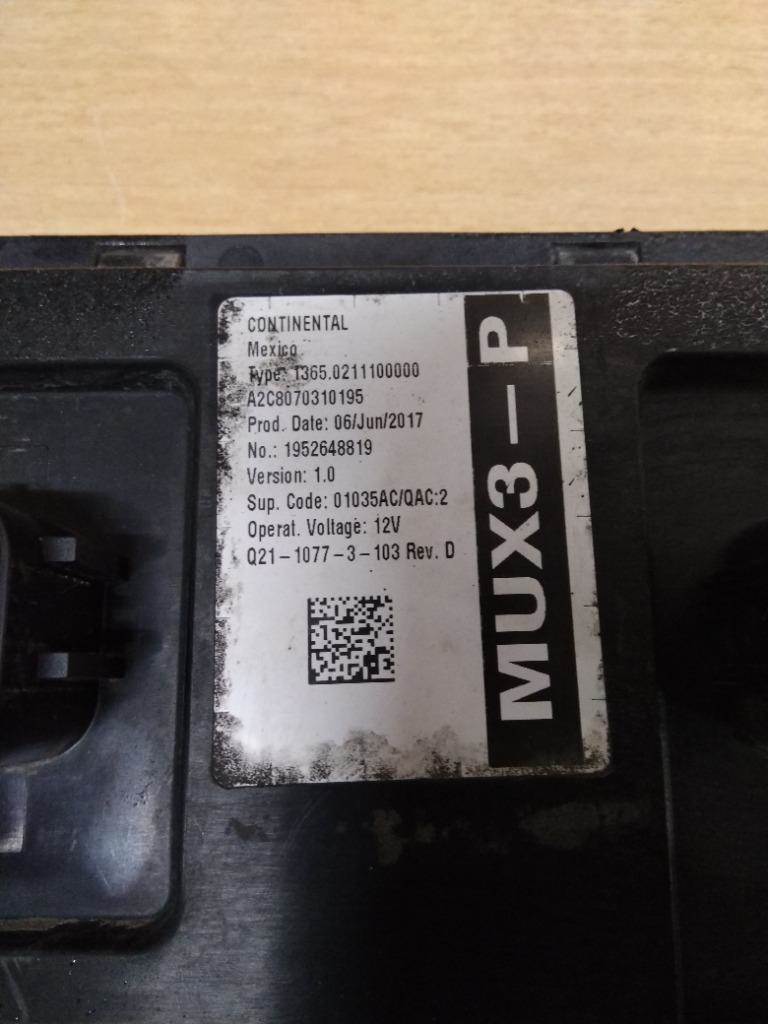 CONTINENTAL
Mexico
Type: 1365.0211100000
A2C8070310195
Prod. Date: 06/Jun/2017
No.: 1952648819
Version: 1.0
Sup. Code: 01035AC/QAC:2
Operat. Voltage: 12V
Q21-1077-3-103 Rev. D
MUX3-P